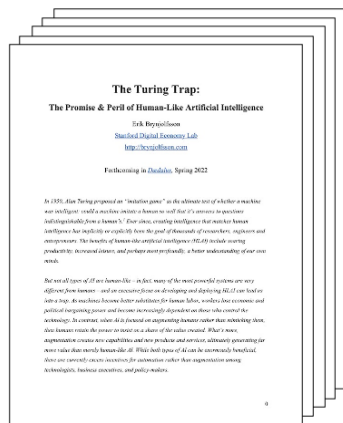 The Turing Trap:
The Promise & Peril of Human-Like Artificial Intelligence
Erik Brynjolfsson
Stanford Digital Economy Lab
http://brynjolfsson.com
Forthcoming in Daedalus, Spring 2022
In 1950, Alan Turing proposed an "imitation game" as the ultimate test of whether a machine
was intelligent: could a machine imitate a human so well that it's answers to questions
indistinguishable from a human's.¹ Ever since, creating intelligence that matches human
intelligence has implicitly or explicitly been the goal of thousands of researchers, engineers and
entrepreneurs. The benefits of human-like artificial intelligence (HLAI) include soaring
productivity, increased leisure, and perhaps most profoundly, a better understanding of our own
minds.
But not all types of AI are human-like – in fact, many of the most powerful systems are very
different from humans – and an excessive focus on developing and deploying HLAI can lead us
into a trap. As machines become better substitutes for human labor, workers lose economic and
political bargaining power and become increasingly dependent on those who control the
technology. In contrast, when AI is focused on augmenting humans rather than mimicking them,
then humans retain the power to insist on a share of the value created. What's more,
augmentation creates new capabilities and new products and services, ultimately generating far
more value than merely human-like AI. While both types of AI can be enormously beneficial,
there are currently excess incentives for automation rather than augmentation among
technologists, business executives, and policymakers.
0